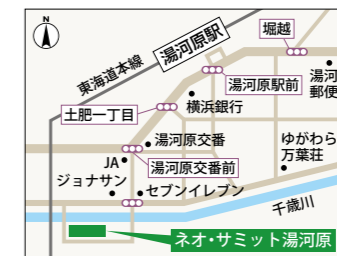 N
湯河原駅
堀越
東海道本線
湯河原駅前
湯河
郵便
横浜銀行
土肥一丁目
湯河原交番
JA
湯河原交番前
ゆがわら
万葉荘
ジョナサン
セブンイレブン
千歳川
ネオ・サミット湯河原